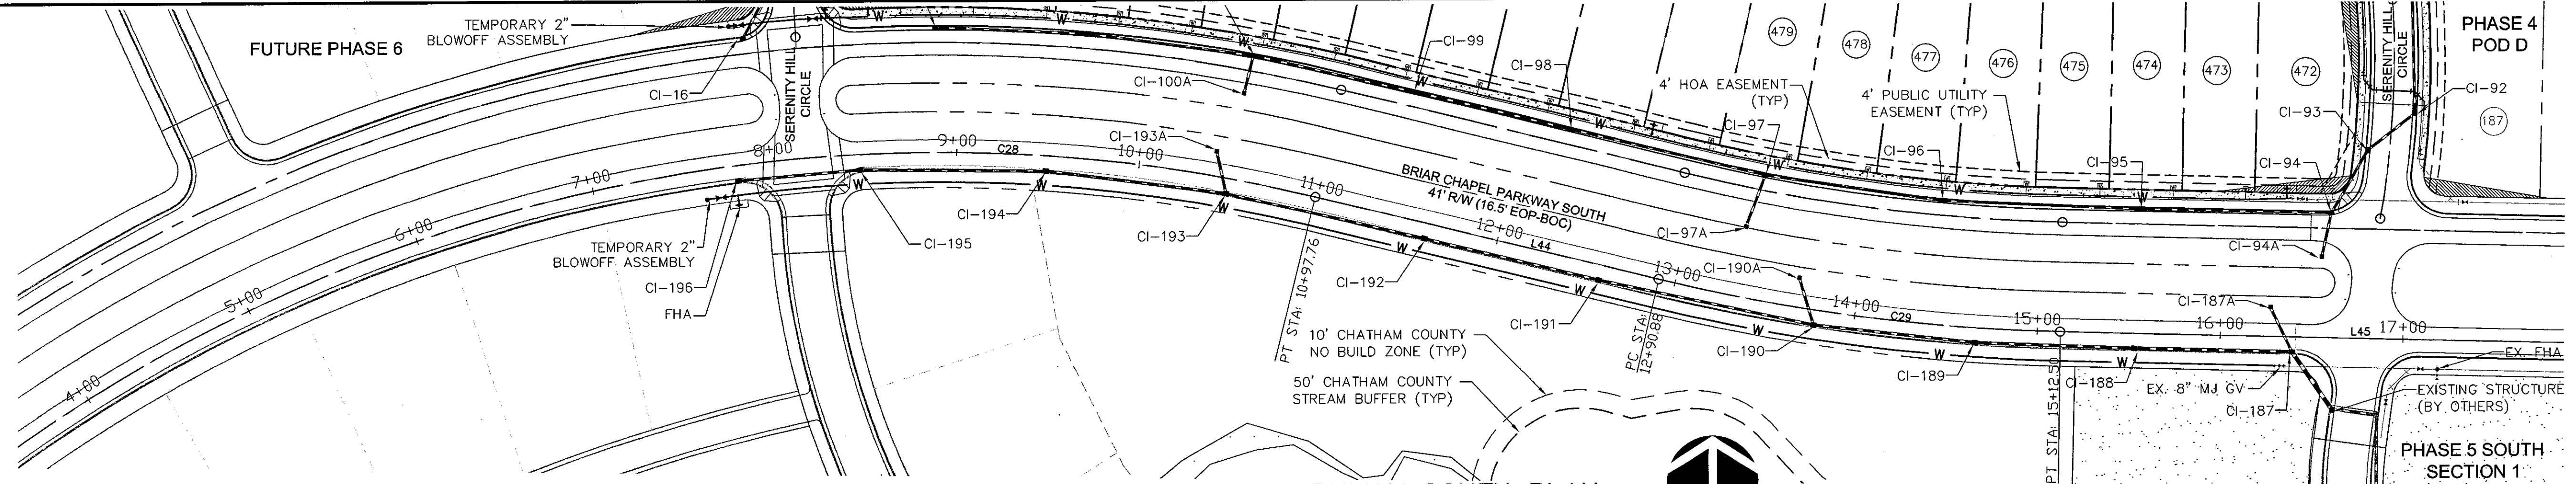 TEMPORARY 2"
BLOWOFF ASSEMBLY
FUTURE PHASE 6
CI-16
SERENITY HILL
CIRCLE
W
W
W
CI-100A
CI-99
W
CI-98
W
479
478
477
476
475
474
473
472
4' HOA EASEMENT
(TYP)
4' PUBLIC UTILITY
EASEMENT (TYP)
CI-97
W
CI-96
W
CI-95
W
CI-94
CI-93
SERENITY HILL
CIRCLE
CI-92
PHASE 4
POD D
187
CI-193A
4+00
5+00
6+00
7+00
8+00
9+00
C28
10+00
11+00
BRIAR CHAPEL PARKWAY SOUTH
41' R/W (16.5' EOP-BOC)
12+00
L44
13+00
14+00
C29
15+00
16+00
L45
17+00
CI-97A
CI-190A
CI-94A
CI-187A
TEMPORARY 2"
BLOWOFF ASSEMBLY
CI-196
FHA
W
CI-195
CI-194
W
CI-193
W
PT STA: 10+97.76
W
CI-192
W
CI-191
PC STA:
12+90.88
W
CI-190
W
CI-189
PT STA: 15+12.50
W
CI-188
EX. 8" MJ GV
CI-187
EX. FHA
EXISTING STRUCTURE
(BY OTHERS)
10' CHATHAM COUNTY
NO BUILD ZONE (TYP)
50' CHATHAM COUNTY
STREAM BUFFER (TYP)
PHASE 5 SOUTH
SECTION 1